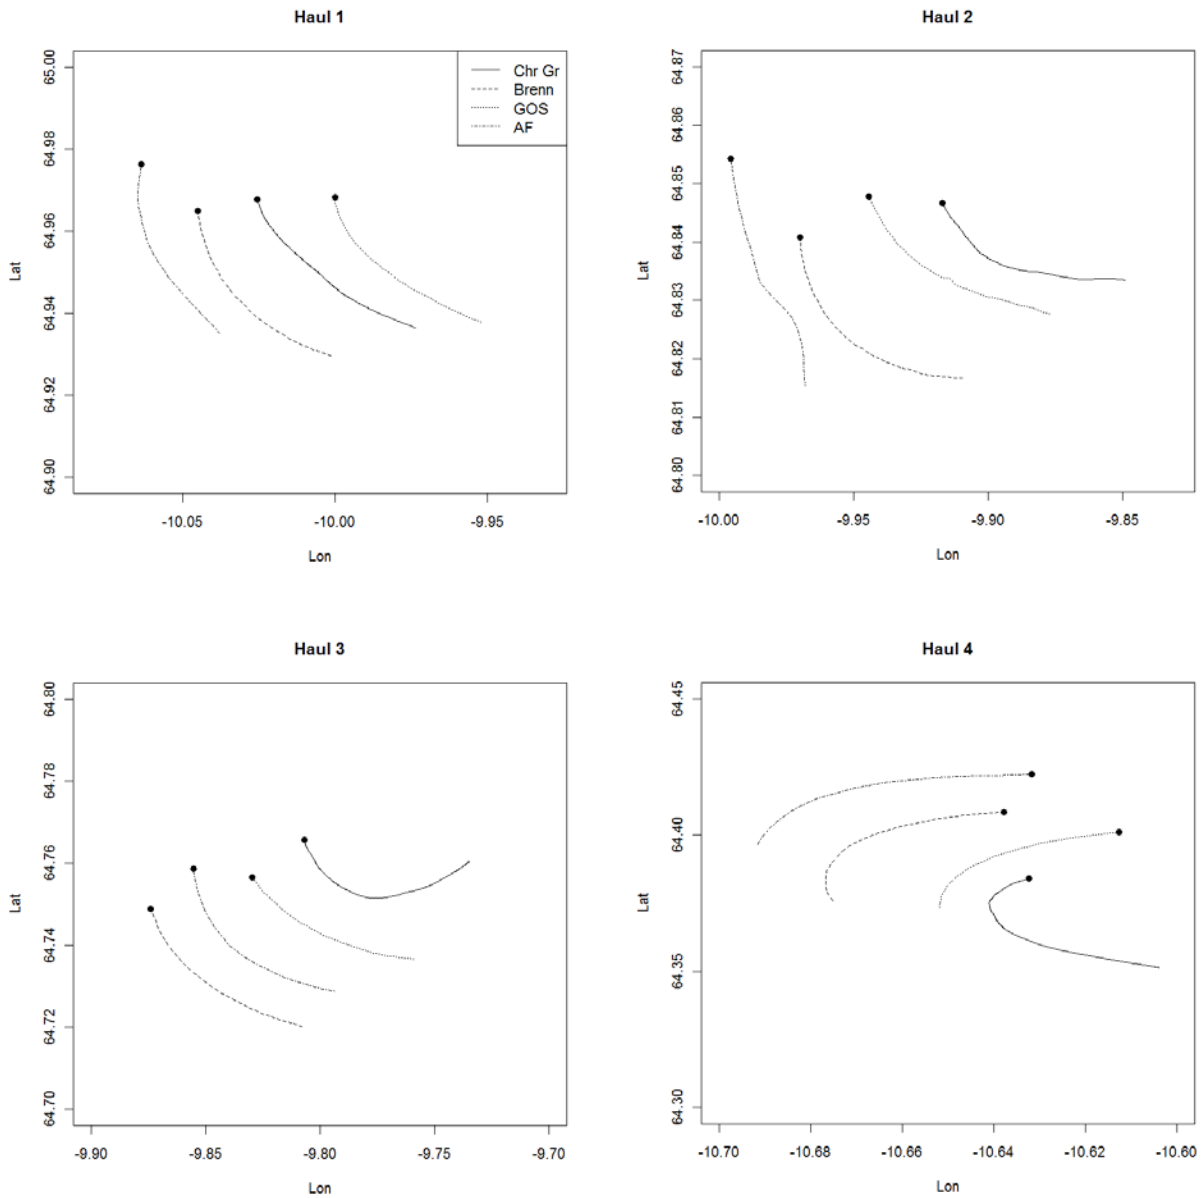 Haul 1
Lat
65.00
64.98
64.96
64.94
64.92
64.90
Chr Gr
Brenn
GOS
AF
-10.05 -10.00 -9.95
Lon
Haul 2
Lat
64.87
64.86
64.85
64.84
64.83
64.82
64.81
64.80
-10.00 -9.95 -9.90 -9.85
Lon
Haul 3
Lat
64.80
64.78
64.76
64.74
64.72
64.70
-9.90 -9.85 -9.80 -9.75 -9.70
Lon
Haul 4
Lat
64.45
64.40
64.35
64.30
-10.70 -10.68 -10.66 -10.64 -10.62 -10.60
Lon